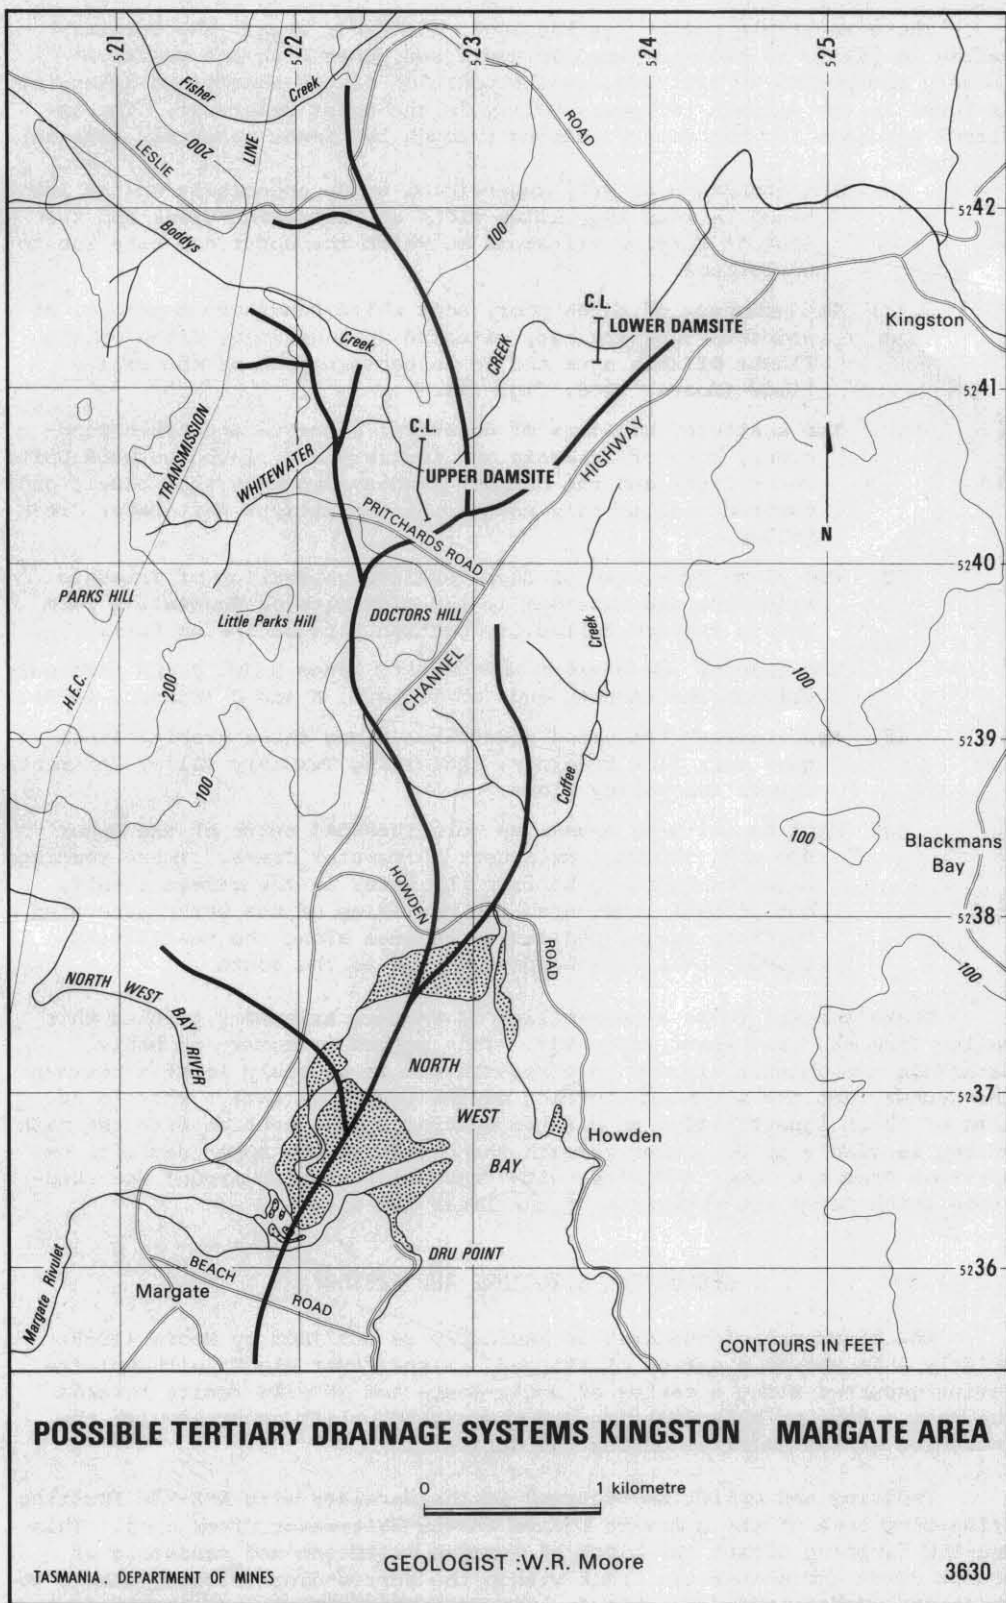 521
522
523
524
525
Fisher
Creek
LINE
200
LESLIE
ROAD
Boddys
100
5242
C.L.
LOWER DAMSITE
Kingston
Creek
CREEK
5241
TRANSMISSION
C.L.
HIGHWAY
WHITEWATER
UPPER DAMSITE
PRITCHARDS ROAD
N
5240
PARKS HILL
Little Parks Hill
DOCTORS HILL
Creek
H.E.C.
200
CHANNEL
100
5239
100
Coffee
100
Blackmans
Bay
HOWDEN
5238
ROAD
100
NORTH WEST
BAY RIVER
NORTH
WEST
BAY
5237
Howden
Margate Rivulet
DRU POINT
5236
BEACH
ROAD
Margate
CONTOURS IN FEET
POSSIBLE TERTIARY DRAINAGE SYSTEMS KINGSTON MARGATE AREA
0 1 kilometre
GEOLOGIST :W.R. Moore
TASMANIA. DEPARTMENT OF MINES
3630